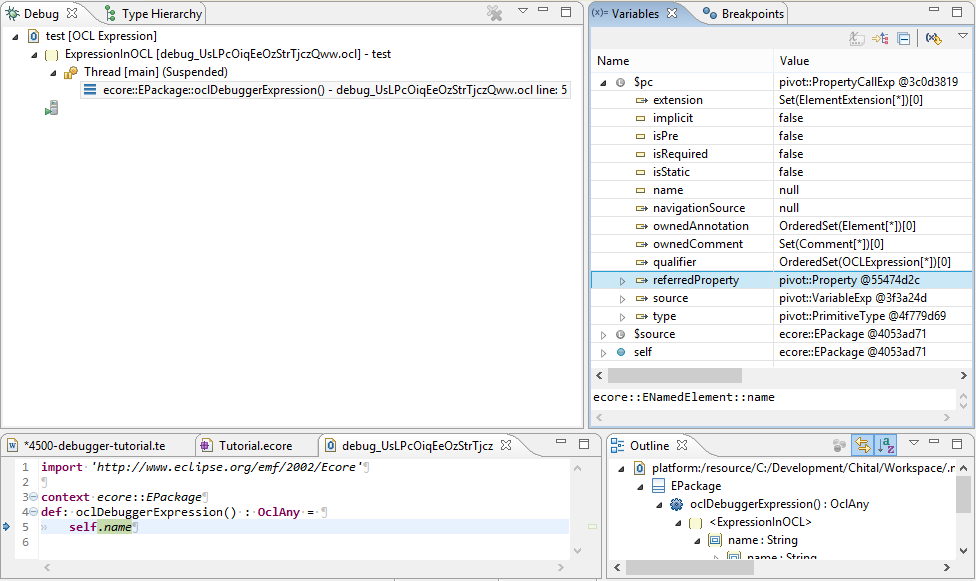 Debug
Type Hierarchy
test [OCL Expression]
ExpressionInOCL [debug_UsLPcOiqEeOzStrTjczQww.ocl] - test
Thread [main] (Suspended)
ecore::EPackage::oclDebuggerExpression() - debug_UsLPcOiqEeOzStrTjczQww.ocl line: 5
(x)= Variables
Breakpoints
Name Value
$pc pivot::PropertyCallExp @3c0d3819
extension Set(ElementExtension[*])[0]
implicit false
isPre false
isRequired false
isStatic false
name null
navigationSource null
ownedAnnotation OrderedSet(Element[*])[0]
ownedComment Set(Comment[*])[0]
qualifier OrderedSet(OCLExpression[*])[0]
referredProperty pivot::Property @55474d2c
source pivot::VariableExp @3f3a24d
type pivot::PrimitiveType @4f779d69
$source ecore::EPackage @4053ad71
self ecore::EPackage @4053ad71
ecore::ENamedElement::name
*4500-debugger-tutorial.te
Tutorial.ecore
debug_UsLPcOiqEeOzStrTjcz
1 import 'http://www.eclipse.org/emf/2002/Ecore'¶
2 ¶
3 context ecore::EPackage¶
4 def: oclDebuggerExpression() : OclAny = ¶
5 » self.name¶
6
Outline
platform:/resource/C:/Development/Chital/Workspace/.n
EPackage
oclDebuggerExpression() : OclAny
<ExpressionInOCL>
name : String
name : String